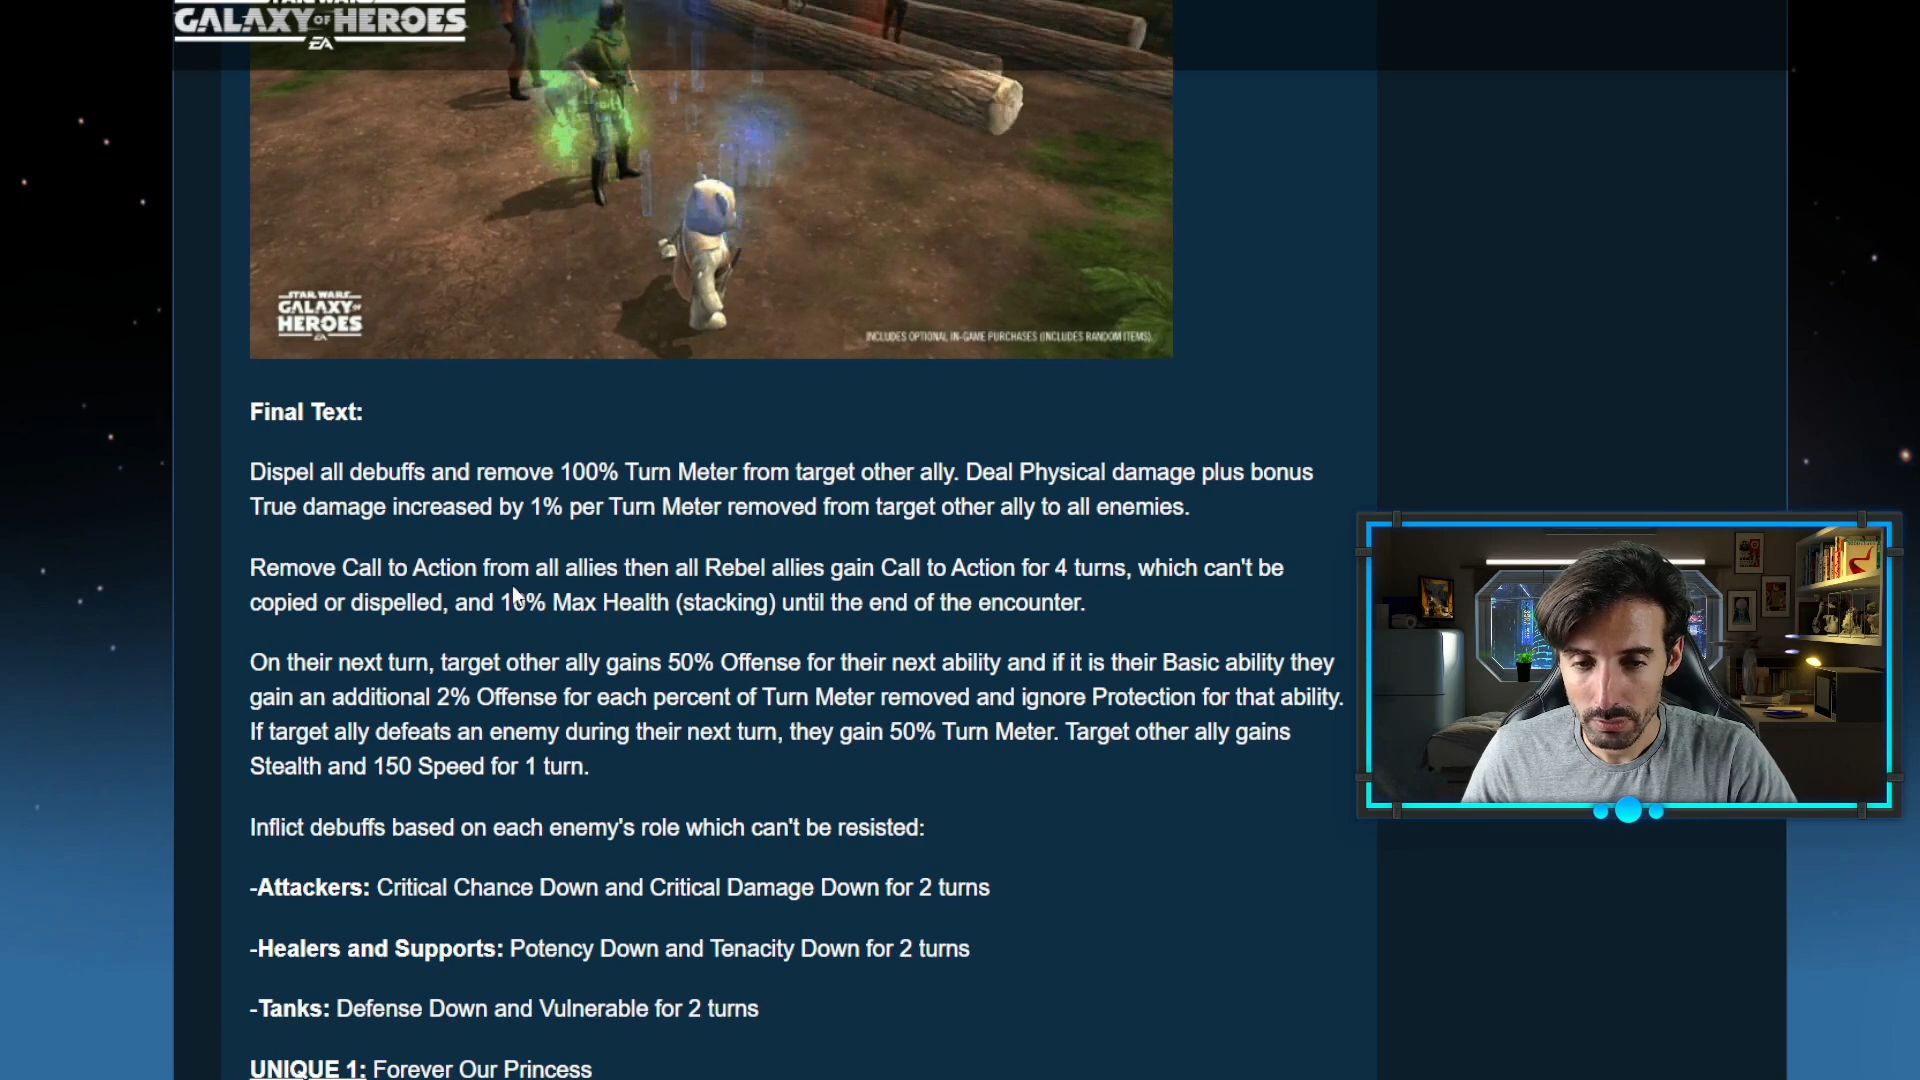 STAR WARS
GALAXY OF HEROES
EA
STAR WARS
GALAXY OF
HEROES
EA
INCLUDES OPTIONAL IN-GAME PURCHASES (INCLUDES RANDOM ITEMS).
Final Text:
Dispel all debuffs and remove 100% Turn Meter from target other ally. Deal Physical damage plus bonus
True damage increased by 1% per Turn Meter removed from target other ally to all enemies.
Remove Call to Action from all allies then all Rebel allies gain Call to Action for 4 turns, which can't be
copied or dispelled, and Max Health (stacking) until the end of the encounter.
On their next turn, target other ally gains 50% Offense for their next ability and if it is their Basic ability they
gain an additional 2% Offense for each percent of Turn Meter removed and ignore Protection for that ability.
If target ally defeats an enemy during their next turn, they gain 50% Turn Meter. Target other ally gains
Stealth and 150 Speed for 1 turn.
Inflict debuffs based on each enemy's role which can't be resisted:
-Attackers: Critical Chance Down and Critical Damage Down for 2 turns
-Healers and Supports: Potency Down and Tenacity Down for 2 turns
-Tanks: Defense Down and Vulnerable for 2 turns
UNIQUE 1: Forever Our Princess